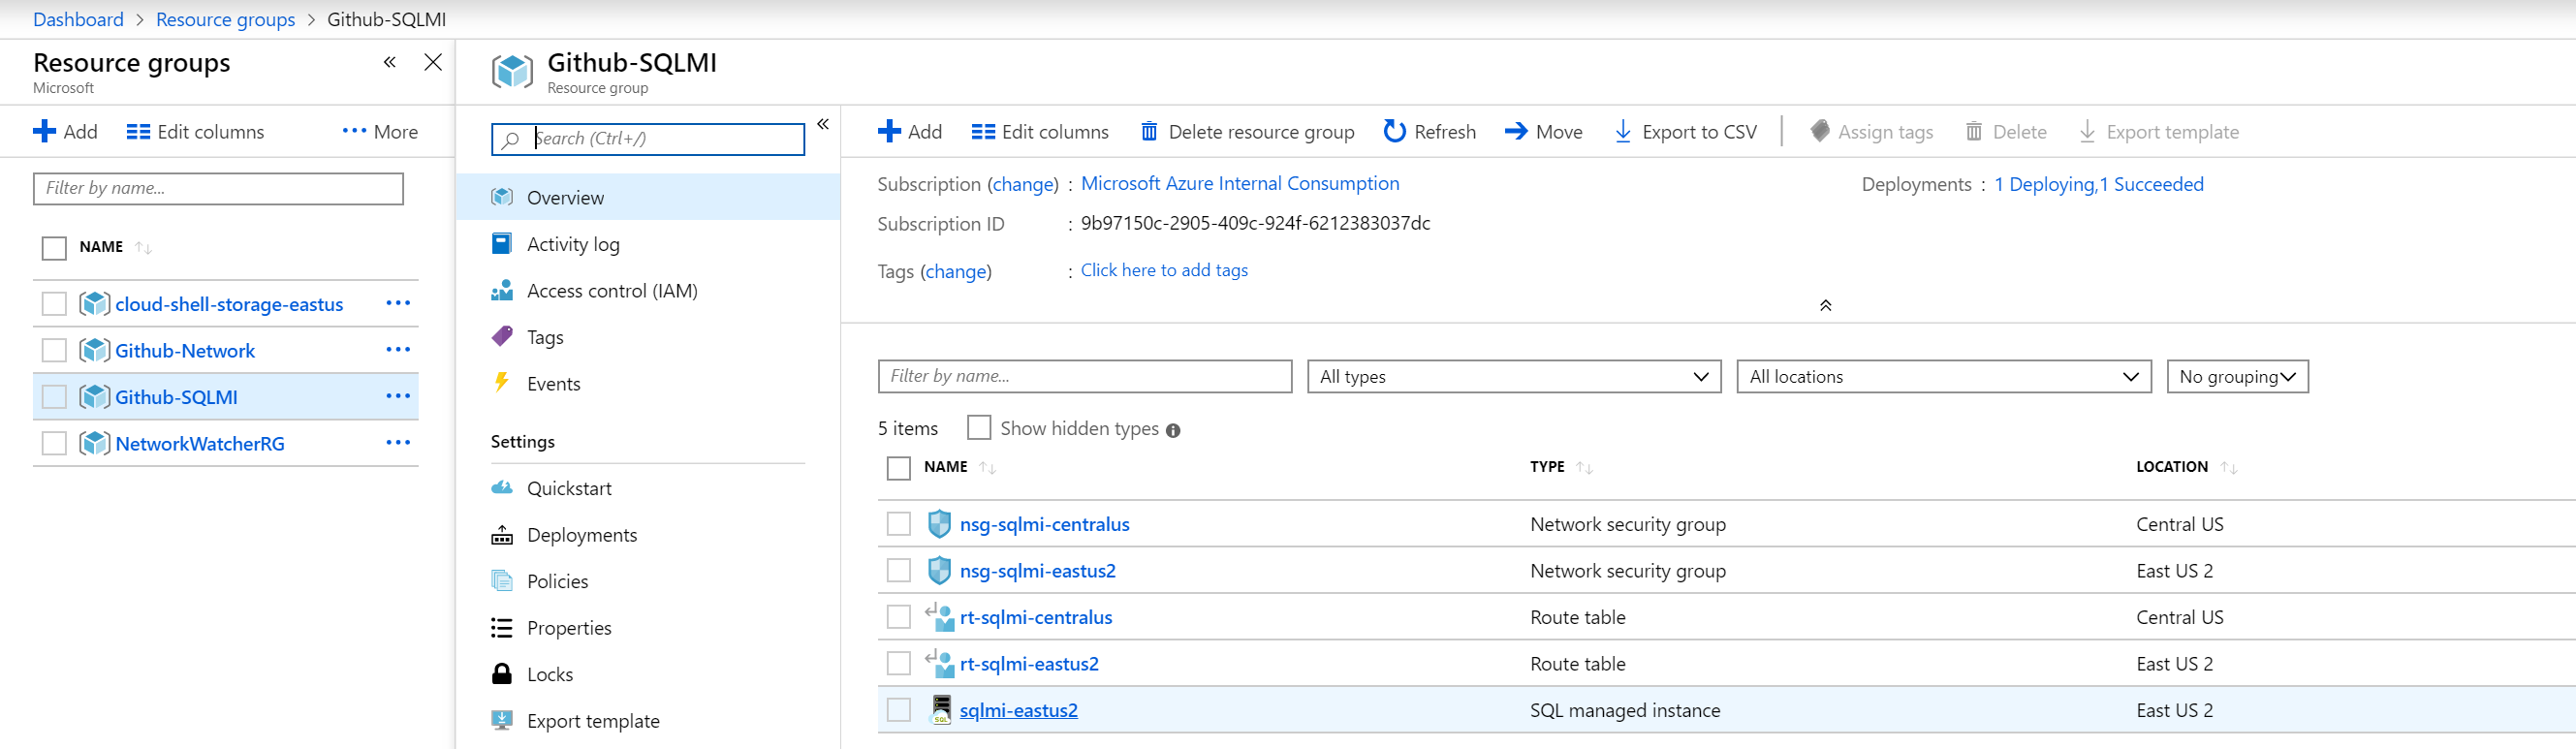 Dashboard > Resource groups > Github-SQLMI
Resource groups
Microsoft
Add Edit columns More
Filter by name...
NAME
cloud-shell-storage-eastus
Github-Network
Github-SQLMI
NetworkWatcherRG
Github-SQLMI
Resource group
Search (Ctrl+/)
Overview
Activity log
Access control (IAM)
Tags
Events
Settings
Quickstart
Deployments
Policies
Properties
Locks
Export template
Add Edit columns Delete resource group Refresh Move Export to CSV Assign tags Delete Export template
Subscription (change) : Microsoft Azure Internal Consumption
Deployments : 1 Deploying,1 Succeeded
Subscription ID : 9b97150c-2905-409c-924f-6212383037dc
Tags (change) : Click here to add tags
Filter by name... All types All locations No grouping
5 items Show hidden types
NAME TYPE LOCATION
nsg-sqlmi-centralus Network security group Central US
nsg-sqlmi-eastus2 Network security group East US 2
rt-sqlmi-centralus Route table Central US
rt-sqlmi-eastus2 Route table East US 2
SQL sqlmi-eastus2 SQL managed instance East US 2